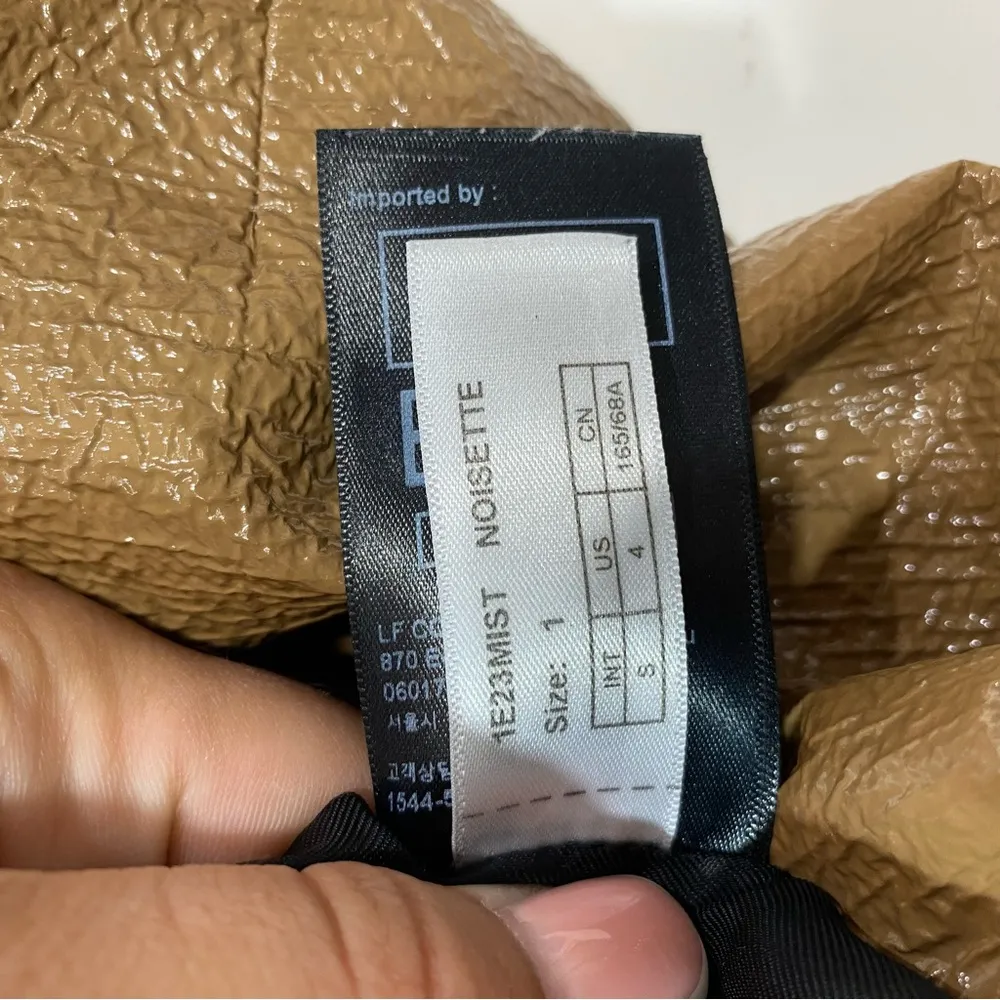 imported by :
LF
870
0601
서울시
고객상담
1544-5
1E23MIST NOISETTE
Size: 1
INT US CN
S 4 165/68A